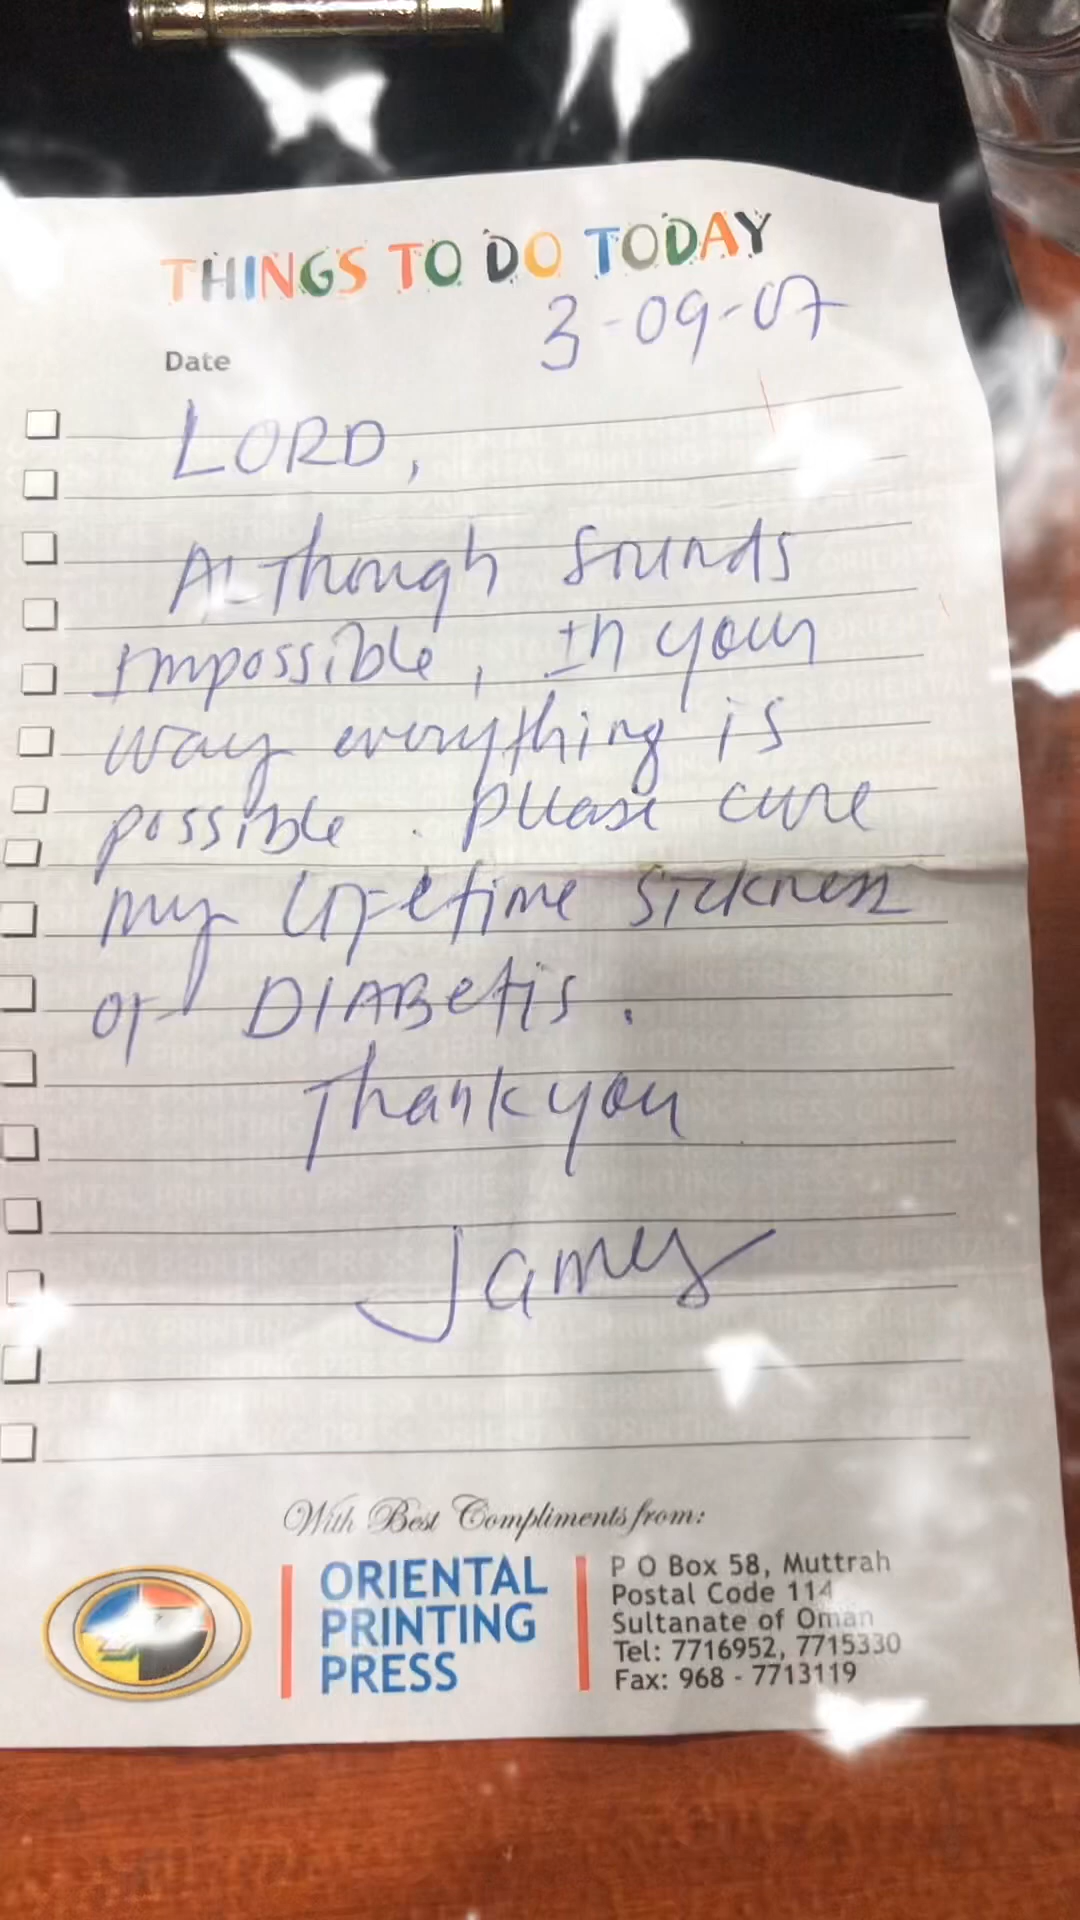 THINGS TO DO TODAY
3-09-07
Date
LORD,
Although sounds
Impossible, In your
way everything is
possible. please cure
my lifetime sickness
of DIABetis.
Thank you
James
With Best Compliments from:
ORIENTAL
PRINTING
PRESS
P O Box 58, Muttrah
Postal Code 114
Sultanate of Oman
Tel: 7716952, 7715330
Fax: 968 - 7713119